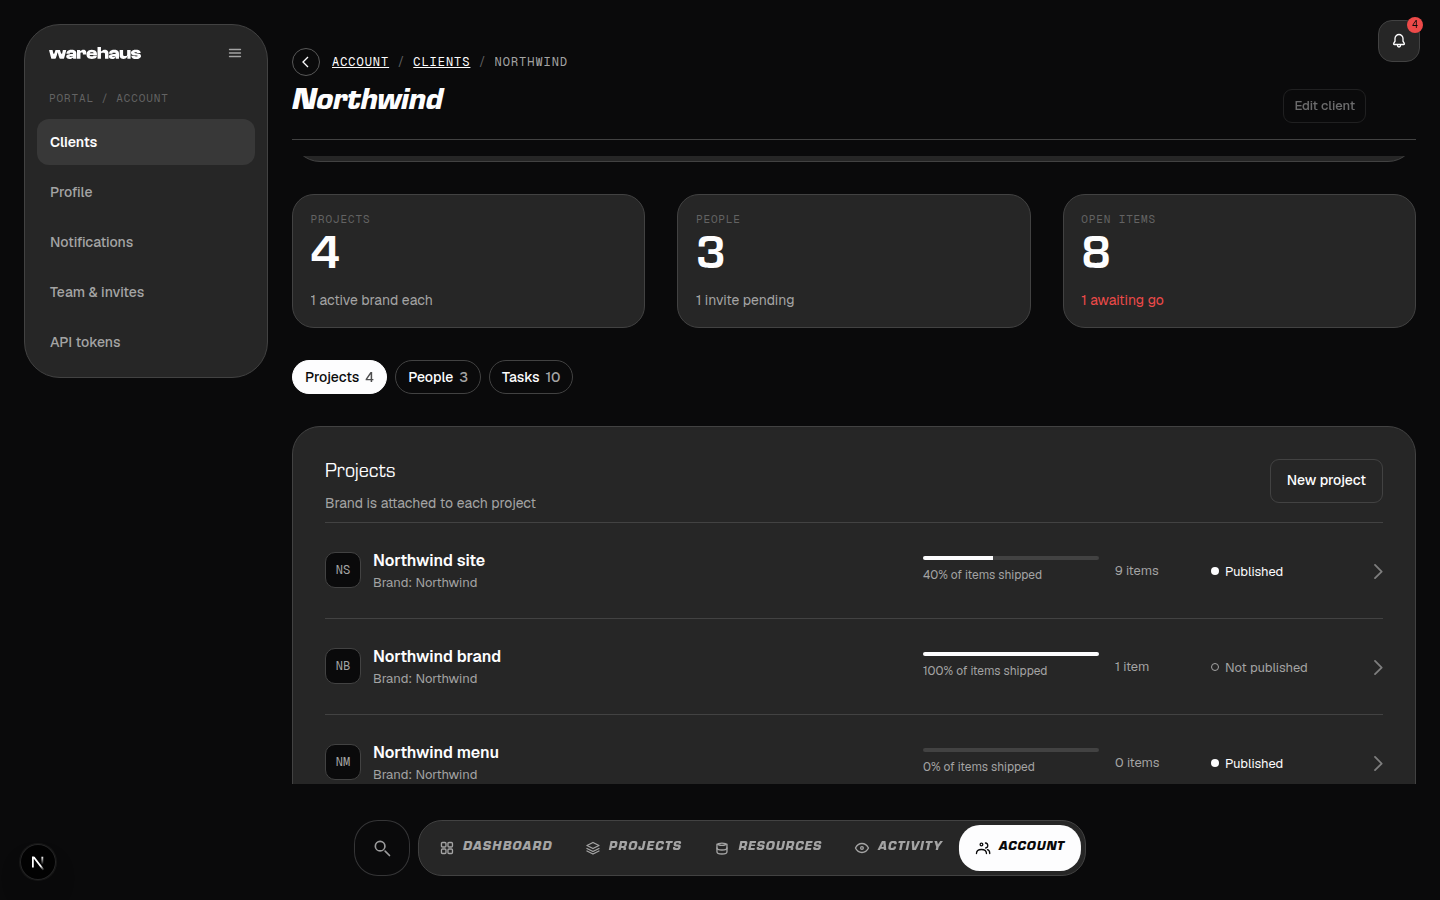 warehaus
PORTAL / ACCOUNT
Clients
Profile
Notifications
Team & invites
API tokens
ACCOUNT / CLIENTS / NORTHWIND
Northwind
Edit client
4
PROJECTS
4
1 active brand each
PEOPLE
3
1 invite pending
OPEN ITEMS
8
1 awaiting go
Projects 4
People 3
Tasks 10
Projects
Brand is attached to each project
New project
NS
Northwind site
Brand: Northwind
40% of items shipped
9 items
Published
NB
Northwind brand
Brand: Northwind
100% of items shipped
1 item
Not published
NM
Northwind menu
Brand: Northwind
0% of items shipped
0 items
Published
N
DASHBOARD
PROJECTS
RESOURCES
ACTIVITY
ACCOUNT